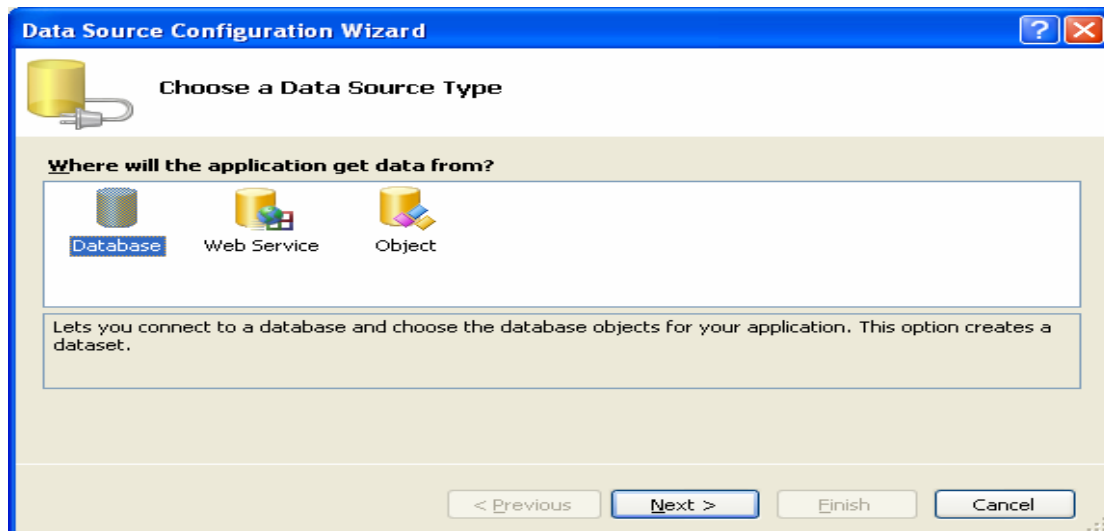 Data Source Configuration Wizard
?
Choose a Data Source Type
Where will the application get data from?
Database
Web Service
Object
Lets you connect to a database and choose the database objects for your application. This option creates a
dataset.
< Previous
Next >
Finish
Cancel